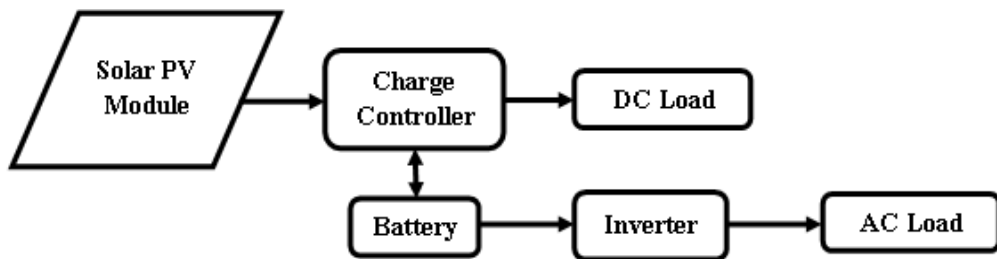 Solar PV
Module
Charge
Controller
DC Load
Battery
Inverter
AC Load